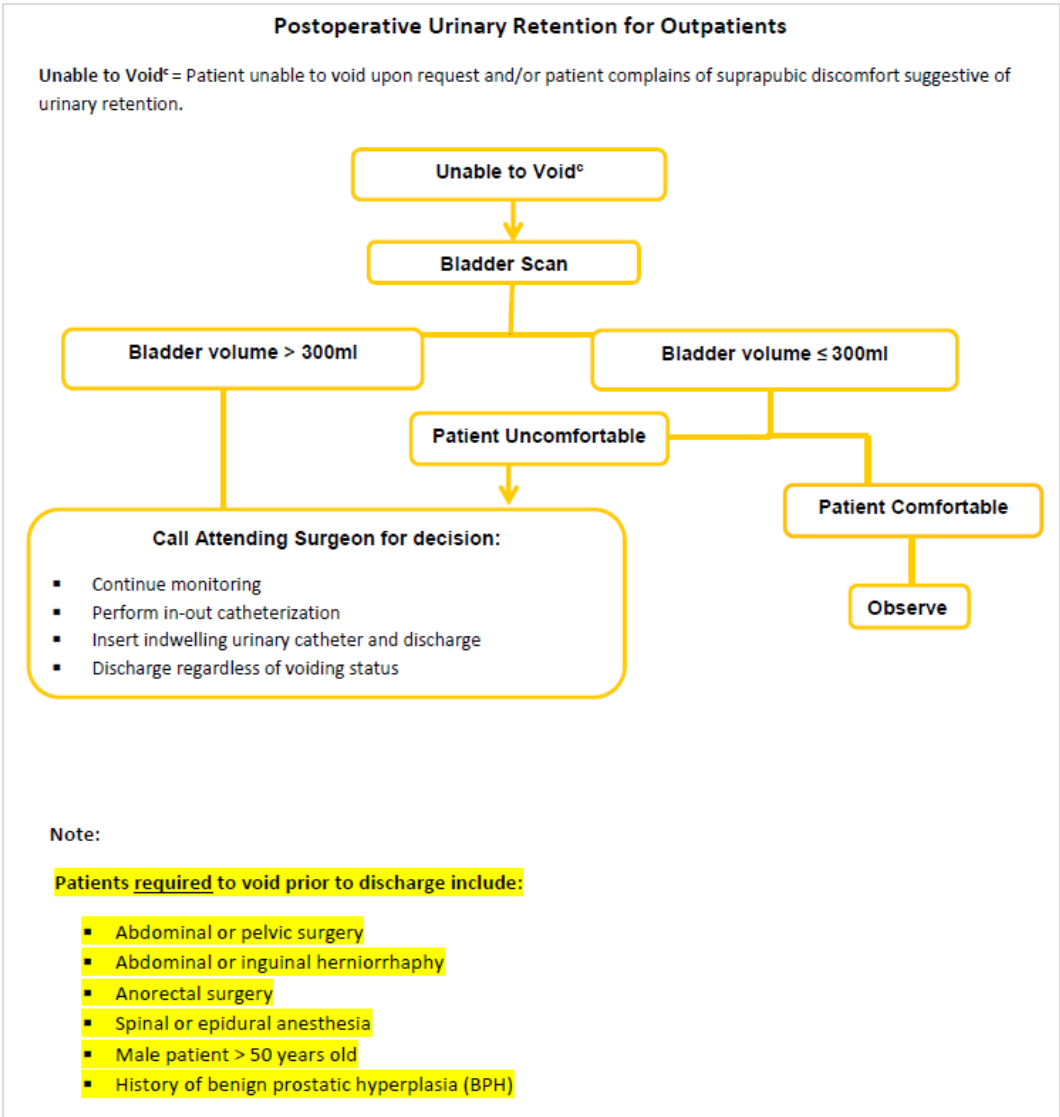 Postoperative Urinary Retention for Outpatients
Unable to Voidᶜ = Patient unable to void upon request and/or patient complains of suprapubic discomfort suggestive of
urinary retention.
Unable to Voidᶜ
Bladder Scan
Bladder volume > 300ml
Bladder volume ≤ 300ml
Patient Uncomfortable
Patient Comfortable
Call Attending Surgeon for decision:
▪ Continue monitoring
▪ Perform in-out catheterization
▪ Insert indwelling urinary catheter and discharge
▪ Discharge regardless of voiding status
Observe
Note:
Patients required to void prior to discharge include:
▪ Abdominal or pelvic surgery
▪ Abdominal or inguinal herniorrhaphy
▪ Anorectal surgery
▪ Spinal or epidural anesthesia
▪ Male patient > 50 years old
▪ History of benign prostatic hyperplasia (BPH)